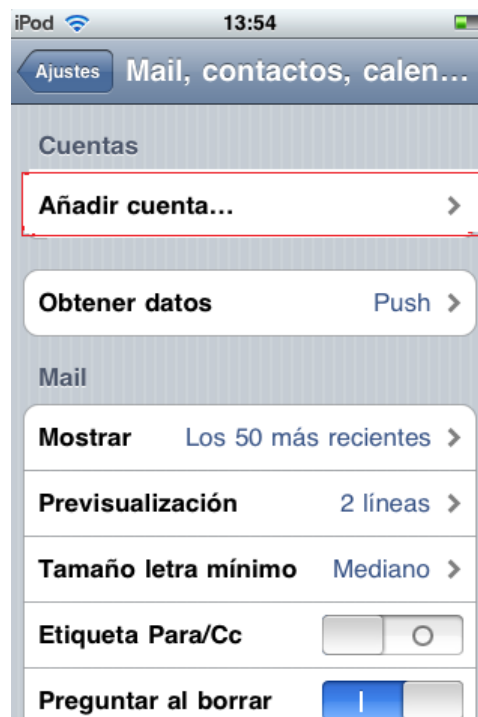 iPod 13:54
Ajustes Mail, contactos, calen...
Cuentas
Añadir cuenta...
Obtener datos Push
Mail
Mostrar Los 50 más recientes
Previsualización 2 líneas
Tamaño letra mínimo Mediano
Etiqueta Para/Cc
Preguntar al borrar